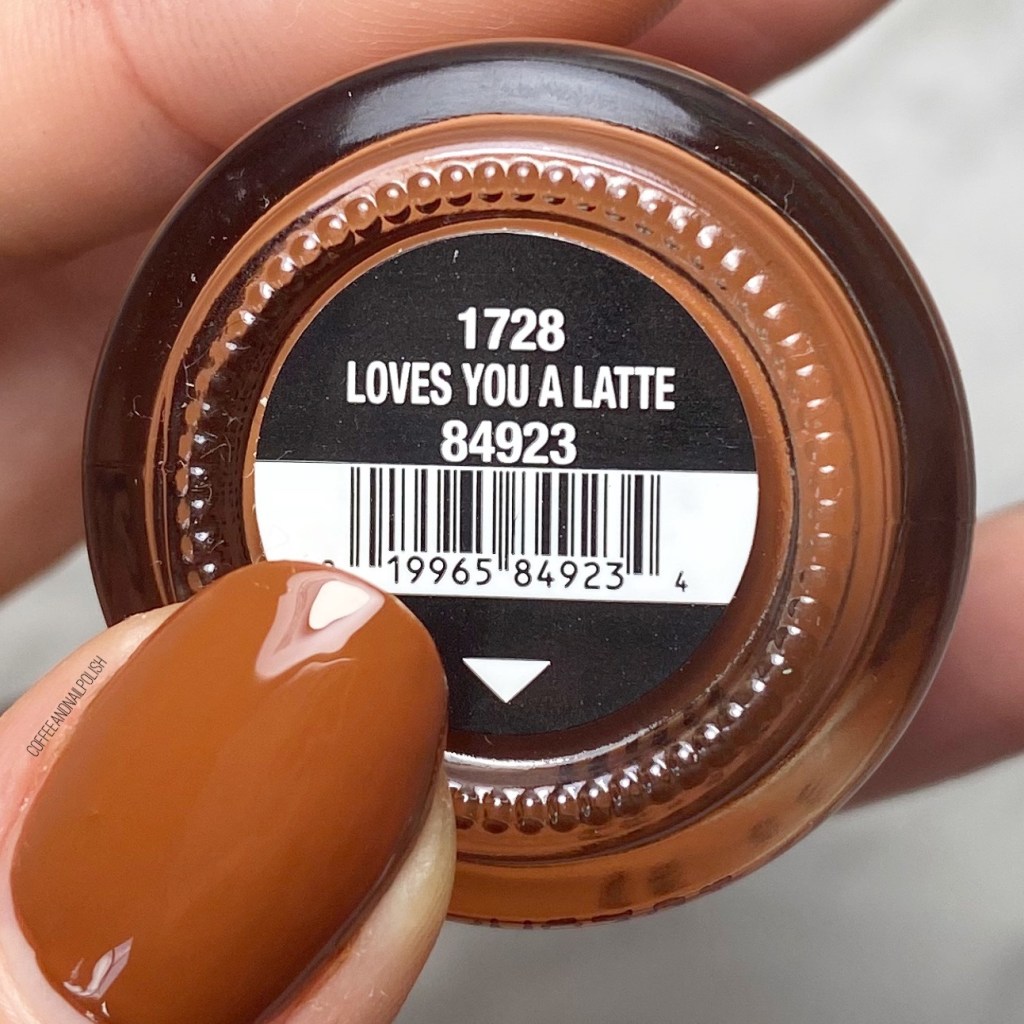 1728
LOVES YOU A LATTE
84923
19965 84923 4
COFFEEANDNAILPOLISH